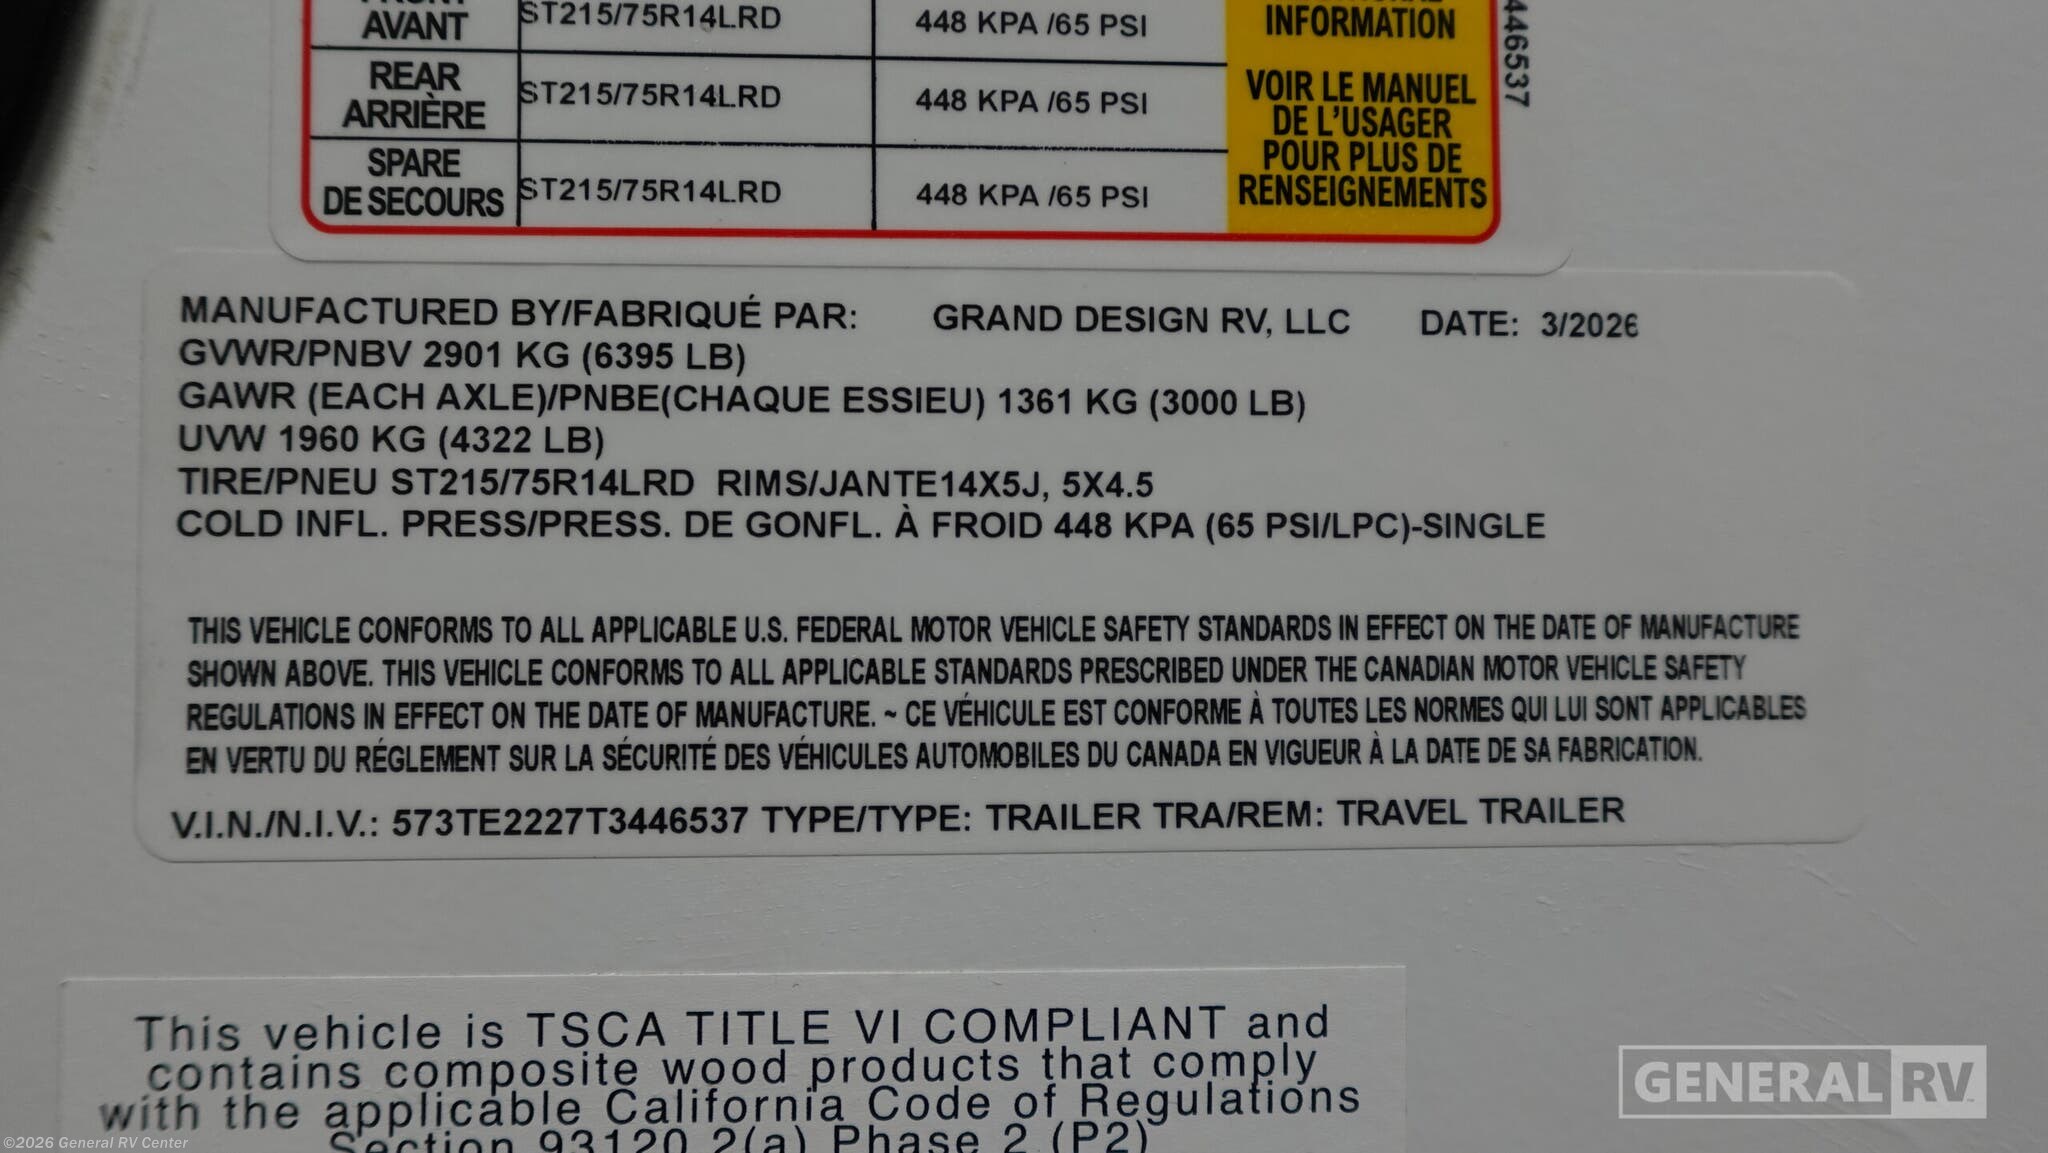 AVANT ST215/75R14LRD 448 KPA /65 PSI
INFORMATION
REAR
ARRIÈRE ST215/75R14LRD 448 KPA /65 PSI
SPARE
DE SECOURS ST215/75R14LRD 448 KPA /65 PSI
VOIR LE MANUEL
DE L'USAGER
POUR PLUS DE
RENSEIGNEMENTS
446537
MANUFACTURED BY/FABRIQUÉ PAR: GRAND DESIGN RV, LLC DATE: 3/2026
GVWR/PNBV 2901 KG (6395 LB)
GAWR (EACH AXLE)/PNBE(CHAQUE ESSIEU) 1361 KG (3000 LB)
UVW 1960 KG (4322 LB)
TIRE/PNEU ST215/75R14LRD RIMS/JANTE14X5J, 5X4.5
COLD INFL. PRESS/PRESS. DE GONFL. À FROID 448 KPA (65 PSI/LPC)-SINGLE
THIS VEHICLE CONFORMS TO ALL APPLICABLE U.S. FEDERAL MOTOR VEHICLE SAFETY STANDARDS IN EFFECT ON THE DATE OF MANUFACTURE
SHOWN ABOVE. THIS VEHICLE CONFORMS TO ALL APPLICABLE STANDARDS PRESCRIBED UNDER THE CANADIAN MOTOR VEHICLE SAFETY
REGULATIONS IN EFFECT ON THE DATE OF MANUFACTURE. ~ CE VÉHICULE EST CONFORME À TOUTES LES NORMES QUI LUI SONT APPLICABLES
EN VERTU DU RÉGLEMENT SUR LA SÉCURITÉ DES VÉHICULES AUTOMOBILES DU CANADA EN VIGUEUR À LA DATE DE SA FABRICATION.
V.I.N./N.I.V.: 573TE2227T3446537 TYPE/TYPE: TRAILER TRA/REM: TRAVEL TRAILER
This vehicle is TSCA TITLE VI COMPLIANT and
contains composite wood products that comply
with the applicable California Code of Regulations
Section 93120.2(a) Phase 2 (P2)
GENERAL RV
©2026 General RV Center